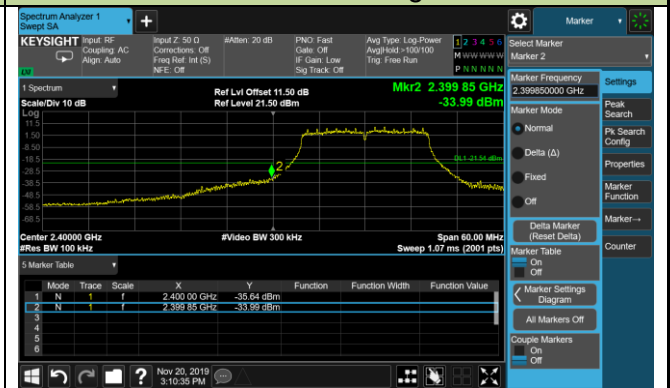 Spectrum Analyzer 1
Swept SA
Marker
KEYSIGHT
Input: RF
Coupling: AC
Align: Auto
Input Z: 50 Ω
Corrections: Off
Freq Ref: Int (S)
NFE: Off
#Atten: 20 dB
PNO: Fast
Gate: Off
IF Gain: Low
Sig Track: Off
Avg Type: Log-Power
Avg|Hold:>100/100
Trig: Free Run
1 2 3 4 5 6
M W W W W W
P N N N N N
LXI
Select Marker
Marker 2
1 Spectrum
Scale/Div 10 dB
Ref Lvl Offset 11.50 dB
Ref Level 21.50 dBm
Mkr2 2.399 85 GHz
-33.99 dBm
Log
11.5
1.50
-8.50
-18.5
-28.5
-38.5
-48.5
-58.5
-68.5
2
DL1 -21.54 dBm
Center 2.40000 GHz
#Res BW 100 kHz
#Video BW 300 kHz
Span 60.00 MHz
Sweep 1.07 ms (2001 pts)
5 Marker Table
Mode Trace Scale X Y Function Function Width Function Value
1 N 1 f 2.400 00 GHz -35.64 dBm
2 N 1 f 2.399 85 GHz -33.99 dBm
3
4
5
6
Marker Frequency
2.399850000 GHz
Marker Mode
Normal
Delta (Δ)
Fixed
Off
Delta Marker
(Reset Delta)
Marker Table
On
Off
Marker Settings
Diagram
All Markers Off
Couple Markers
On
Off
Settings
Peak
Search
Pk Search
Config
Properties
Marker
Function
Marker→
Counter
?
Nov 20, 2019
3:10:35 PM